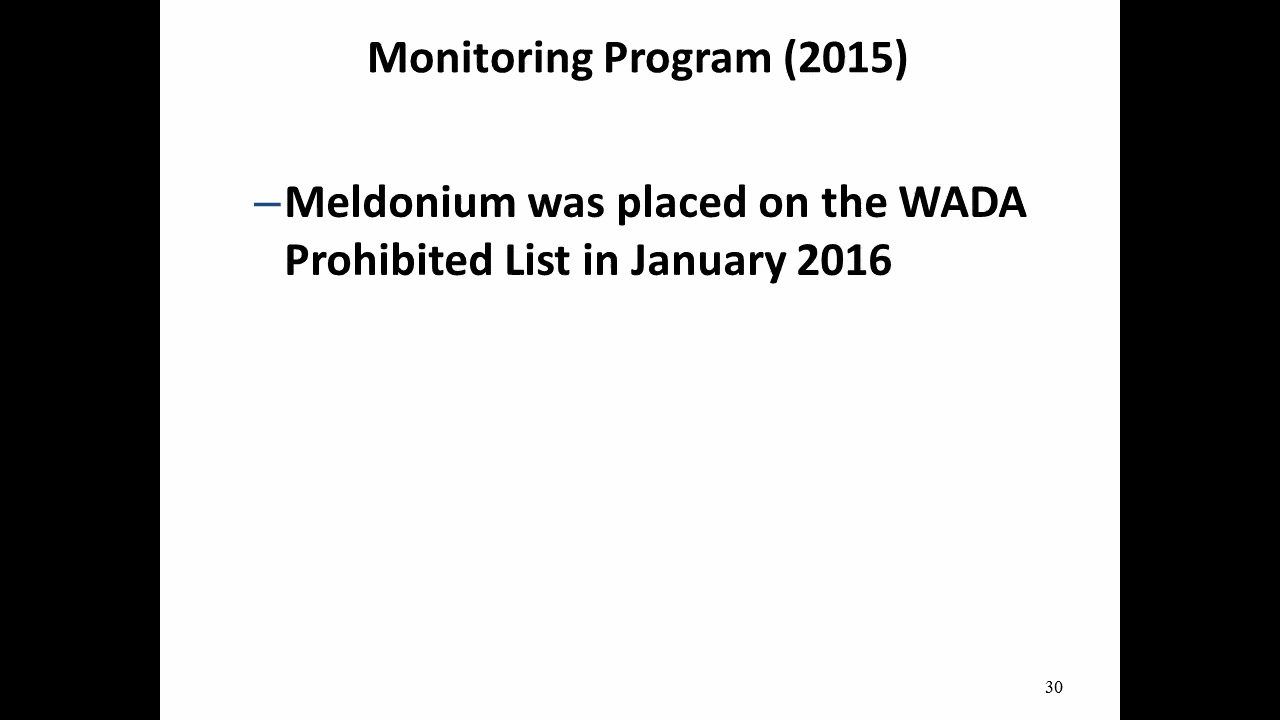 Monitoring Program (2015)
–Meldonium was placed on the WADA
Prohibited List in January 2016
30